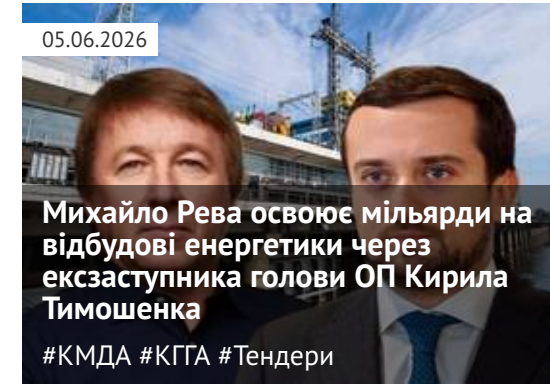 05.06.2026
Михайло Рева освоює мільярди на
відбудові енергетики через
ексзаступника голови ОП Кирила
Тимошенка
#КМДА #КГГА #Тендери